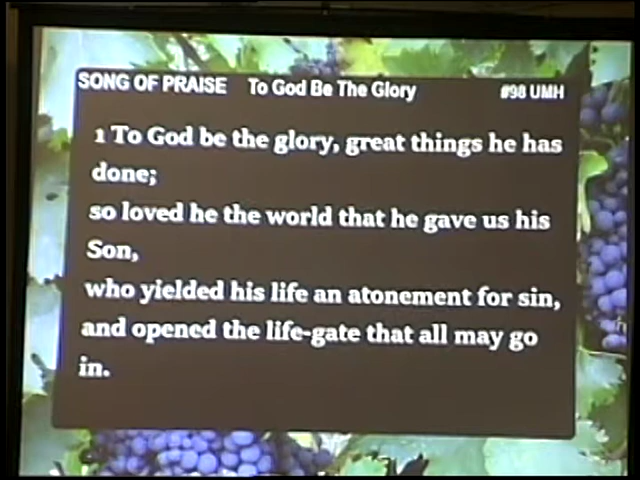 SONG OF PRAISE To God Be The Glory #98 UMH
1 To God be the glory, great things he has
done;
so loved he the world that he gave us his
Son,
who yielded his life an atonement for sin,
and opened the life-gate that all may go
in.